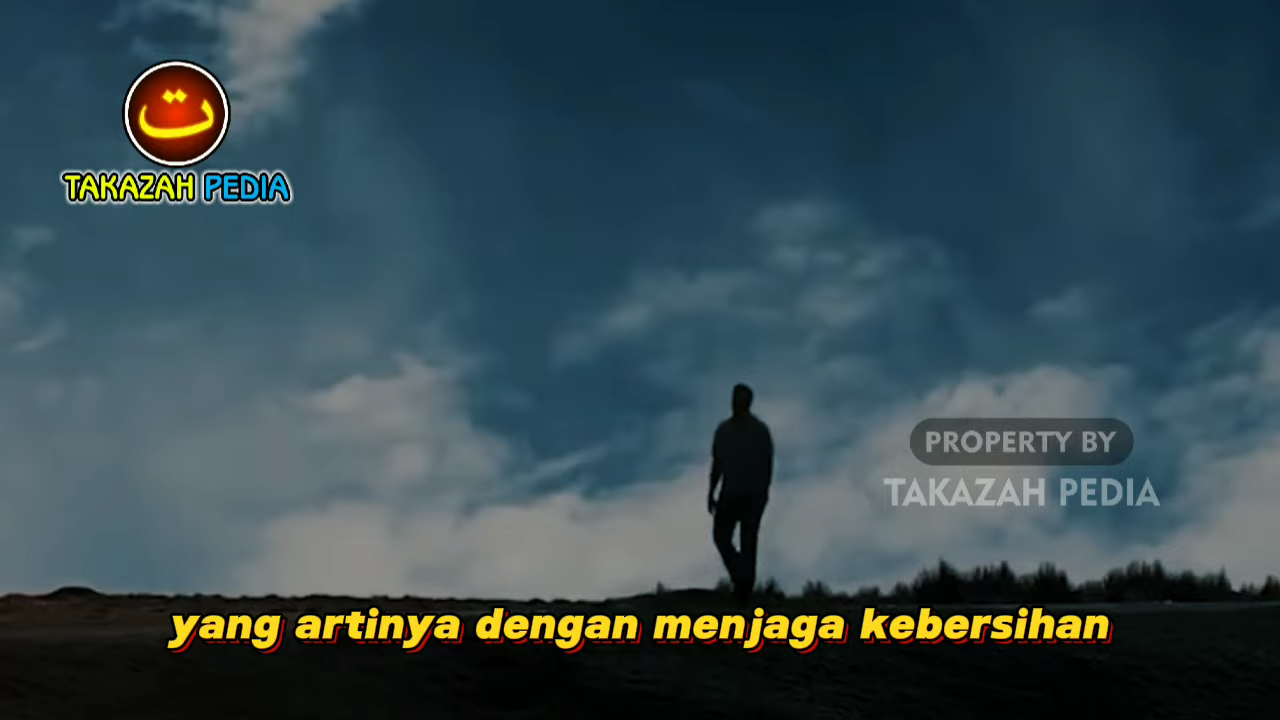 ت
TAKAZAH PEDIA
PROPERTY BY
TAKAZAH PEDIA
yang artinya dengan menjaga kebersihan